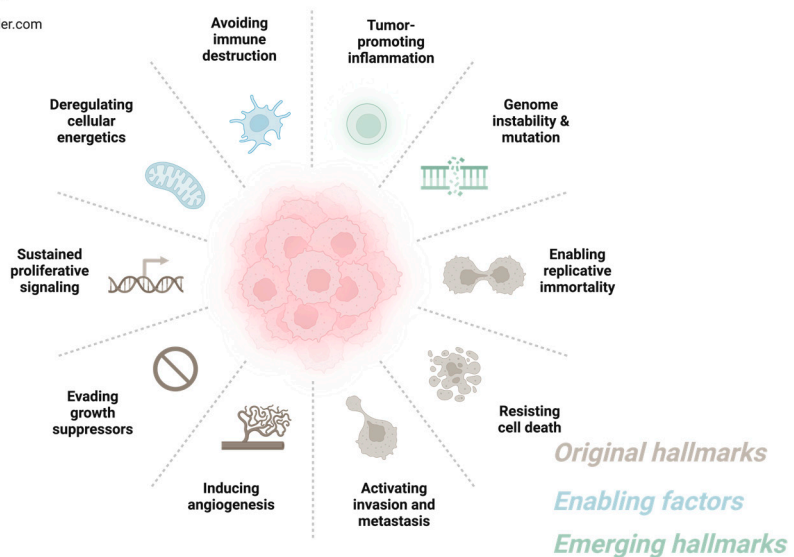 der.com
Avoiding
immune
destruction
Tumor-
promoting
inflammation
Deregulating
cellular
energetics
Genome
instability &
mutation
Sustained
proliferative
signaling
Enabling
replicative
immortality
Evading
growth
suppressors
Resisting
cell death
Inducing
angiogenesis
Activating
invasion and
metastasis
Original hallmarks
Enabling factors
Emerging hallmarks